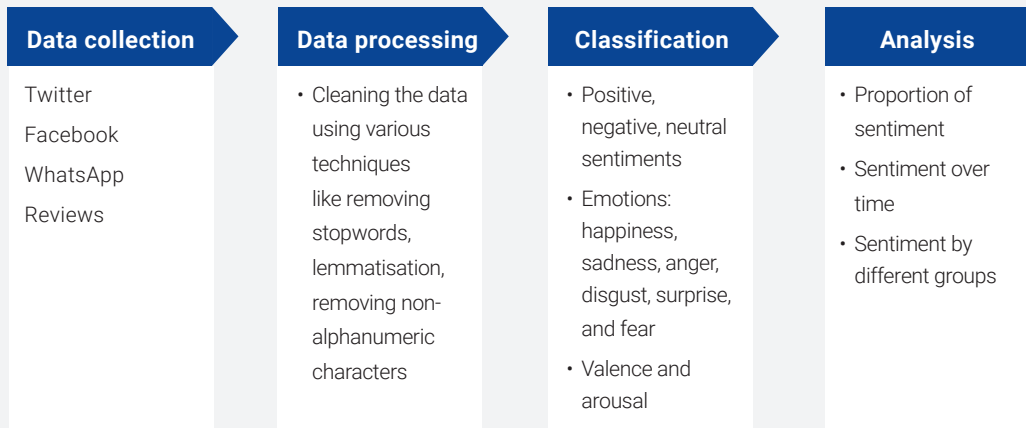 Data collection
Twitter
Facebook
WhatsApp
Reviews
Data processing
• Cleaning the data
using various
techniques
like removing
stopwords,
lemmatisation,
removing non-
alphanumeric
characters
Classification
• Positive,
negative, neutral
sentiments
• Emotions:
happiness,
sadness, anger,
disgust, surprise,
and fear
• Valence and
arousal
Analysis
• Proportion of
sentiment
• Sentiment over
time
• Sentiment by
different groups